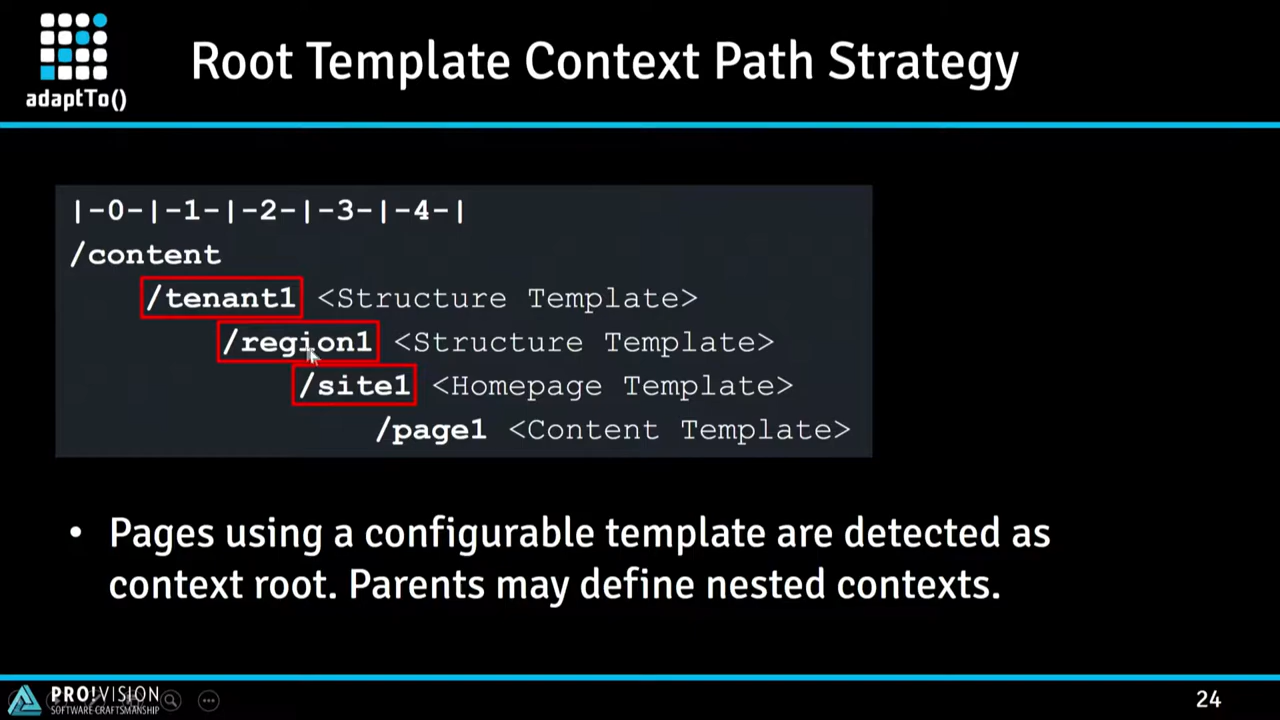 adaptTo()
Root Template Context Path Strategy
|-0-|-1-|-2-|-3-|-4-|
/content
/tenant1 <Structure Template>
/region1 <Structure Template>
/site1 <Homepage Template>
/page1 <Content Template>
• Pages using a configurable template are detected as
context root. Parents may define nested contexts.
PRO!VISION
SOFTWARE CRAFTSMANSHIP
24